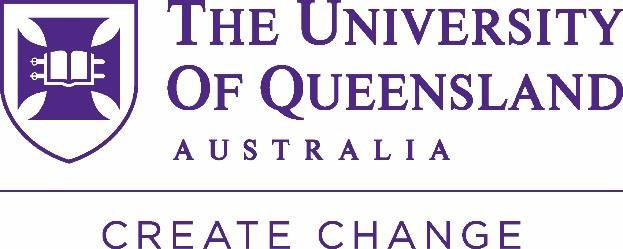 THE UNIVERSITY
OF QUEENSLAND
AUSTRALIA
CREATE CHANGE